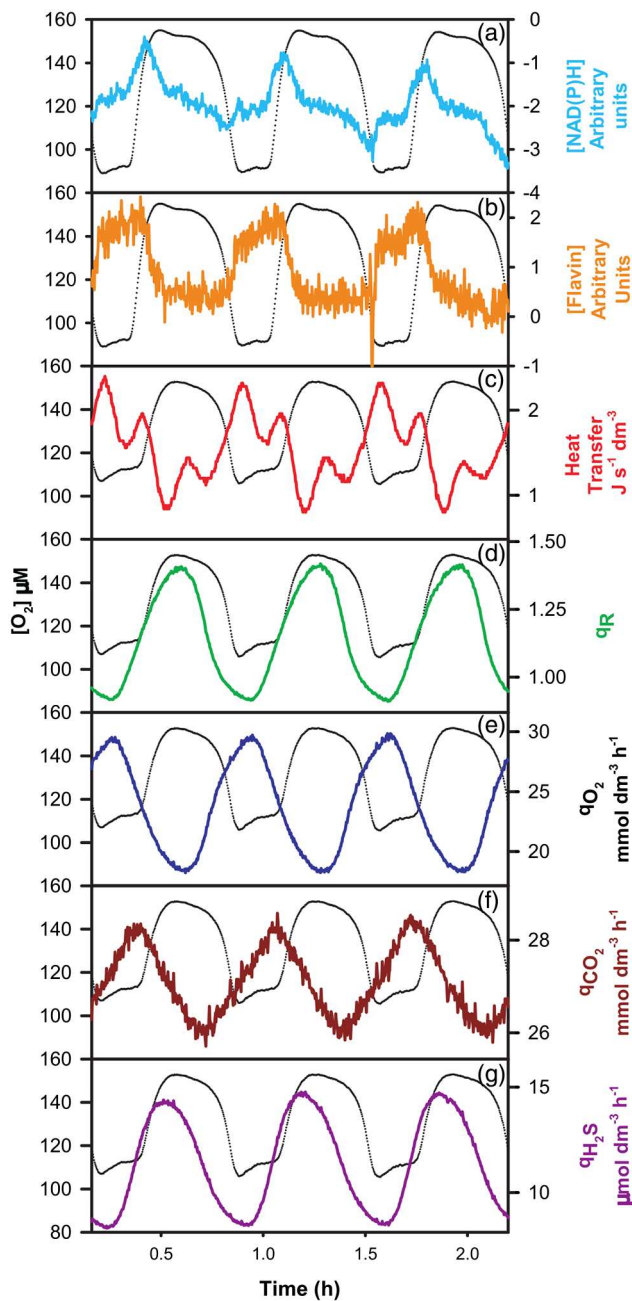 160
140
120
100
(a)
0
-1
-2
-3
-4
[NAD(P)H]
Arbitrary
units
160
140
120
100
(b)
2
1
0
-1
[Flavin]
Arbitrary
Units
160
140
120
100
(c)
2
1
Heat
Transfer
J s⁻¹ dm⁻³
[O₂] µM
160
140
120
100
(d)
1.50
1.25
1.00
qR
160
140
120
100
(e)
30
25
20
qO₂
mmol dm⁻³ h⁻¹
160
140
120
100
(f)
28
26
qCO₂
mmol dm⁻³ h⁻¹
160
140
120
100
80
(g)
15
10
qH₂S
µmol dm⁻³ h⁻¹
0.5 1.0 1.5 2.0
Time (h)